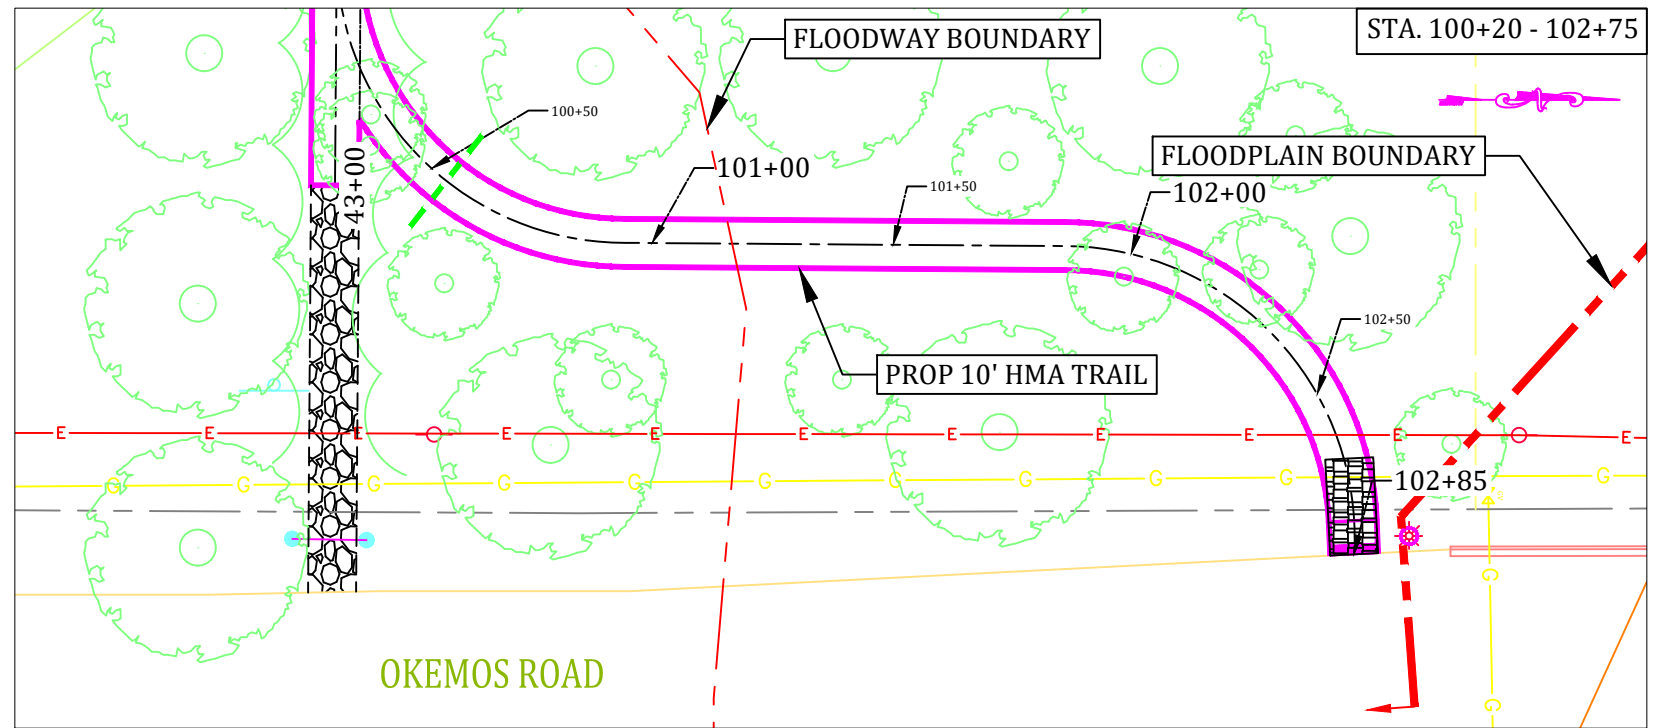 STA. 100+20 - 102+75
FLOODWAY BOUNDARY
100+50
FLOODPLAIN BOUNDARY
43+00
101+00
101+50
102+00
102+50
PROP 10' HMA TRAIL
E E E E E E E E E E E
G G G G G G G G G G
102+85
G
OKEMOS ROAD
G